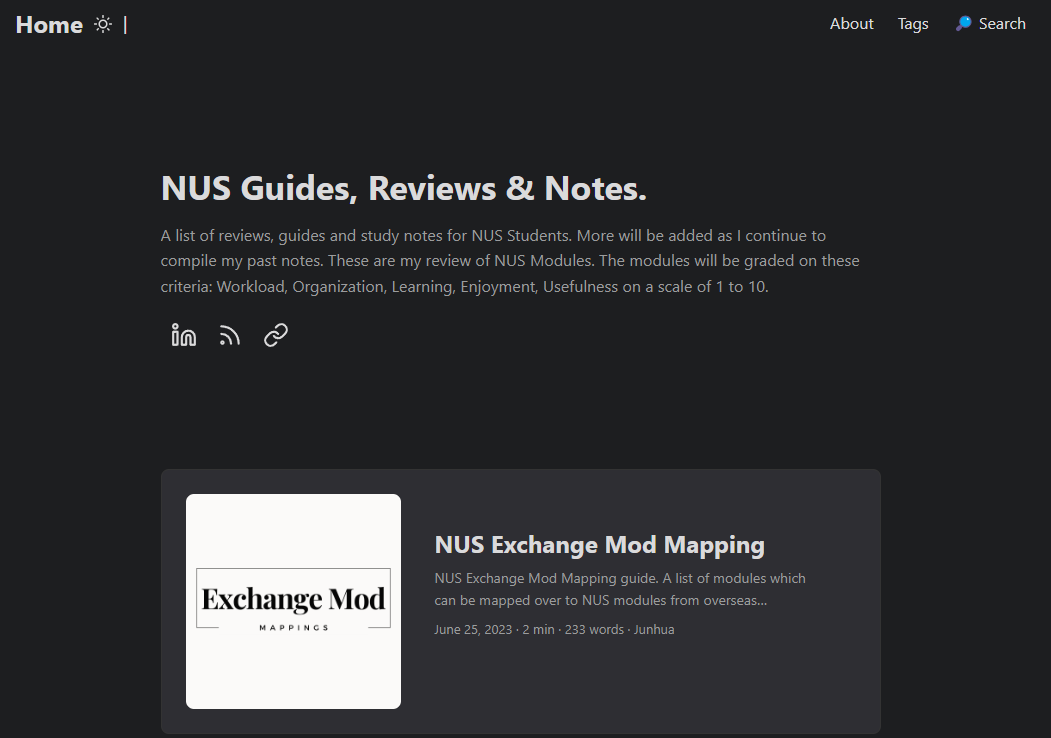 Home |
About Tags 🔎 Search
NUS Guides, Reviews & Notes.
A list of reviews, guides and study notes for NUS Students. More will be added as I continue to
compile my past notes. These are my review of NUS Modules. The modules will be graded on these
criteria: Workload, Organization, Learning, Enjoyment, Usefulness on a scale of 1 to 10.
in
Exchange Mod
MAPPINGS
NUS Exchange Mod Mapping
NUS Exchange Mod Mapping guide. A list of modules which
can be mapped over to NUS modules from overseas...
June 25, 2023 · 2 min · 233 words · Junhua